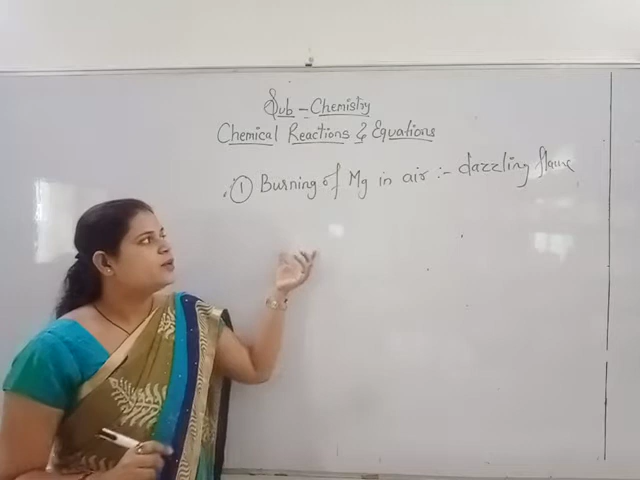 Sub - Chemistry
Chemical Reactions & Equations
① Burning of Mg in air :- dazzling flame